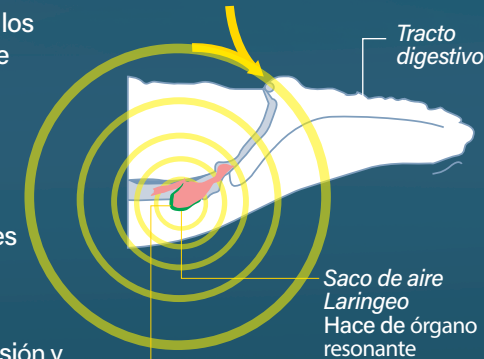 los
e
Tracto
digestivo
es
Saco de aire
Laringeo
Hace de órgano
resonante
sión y